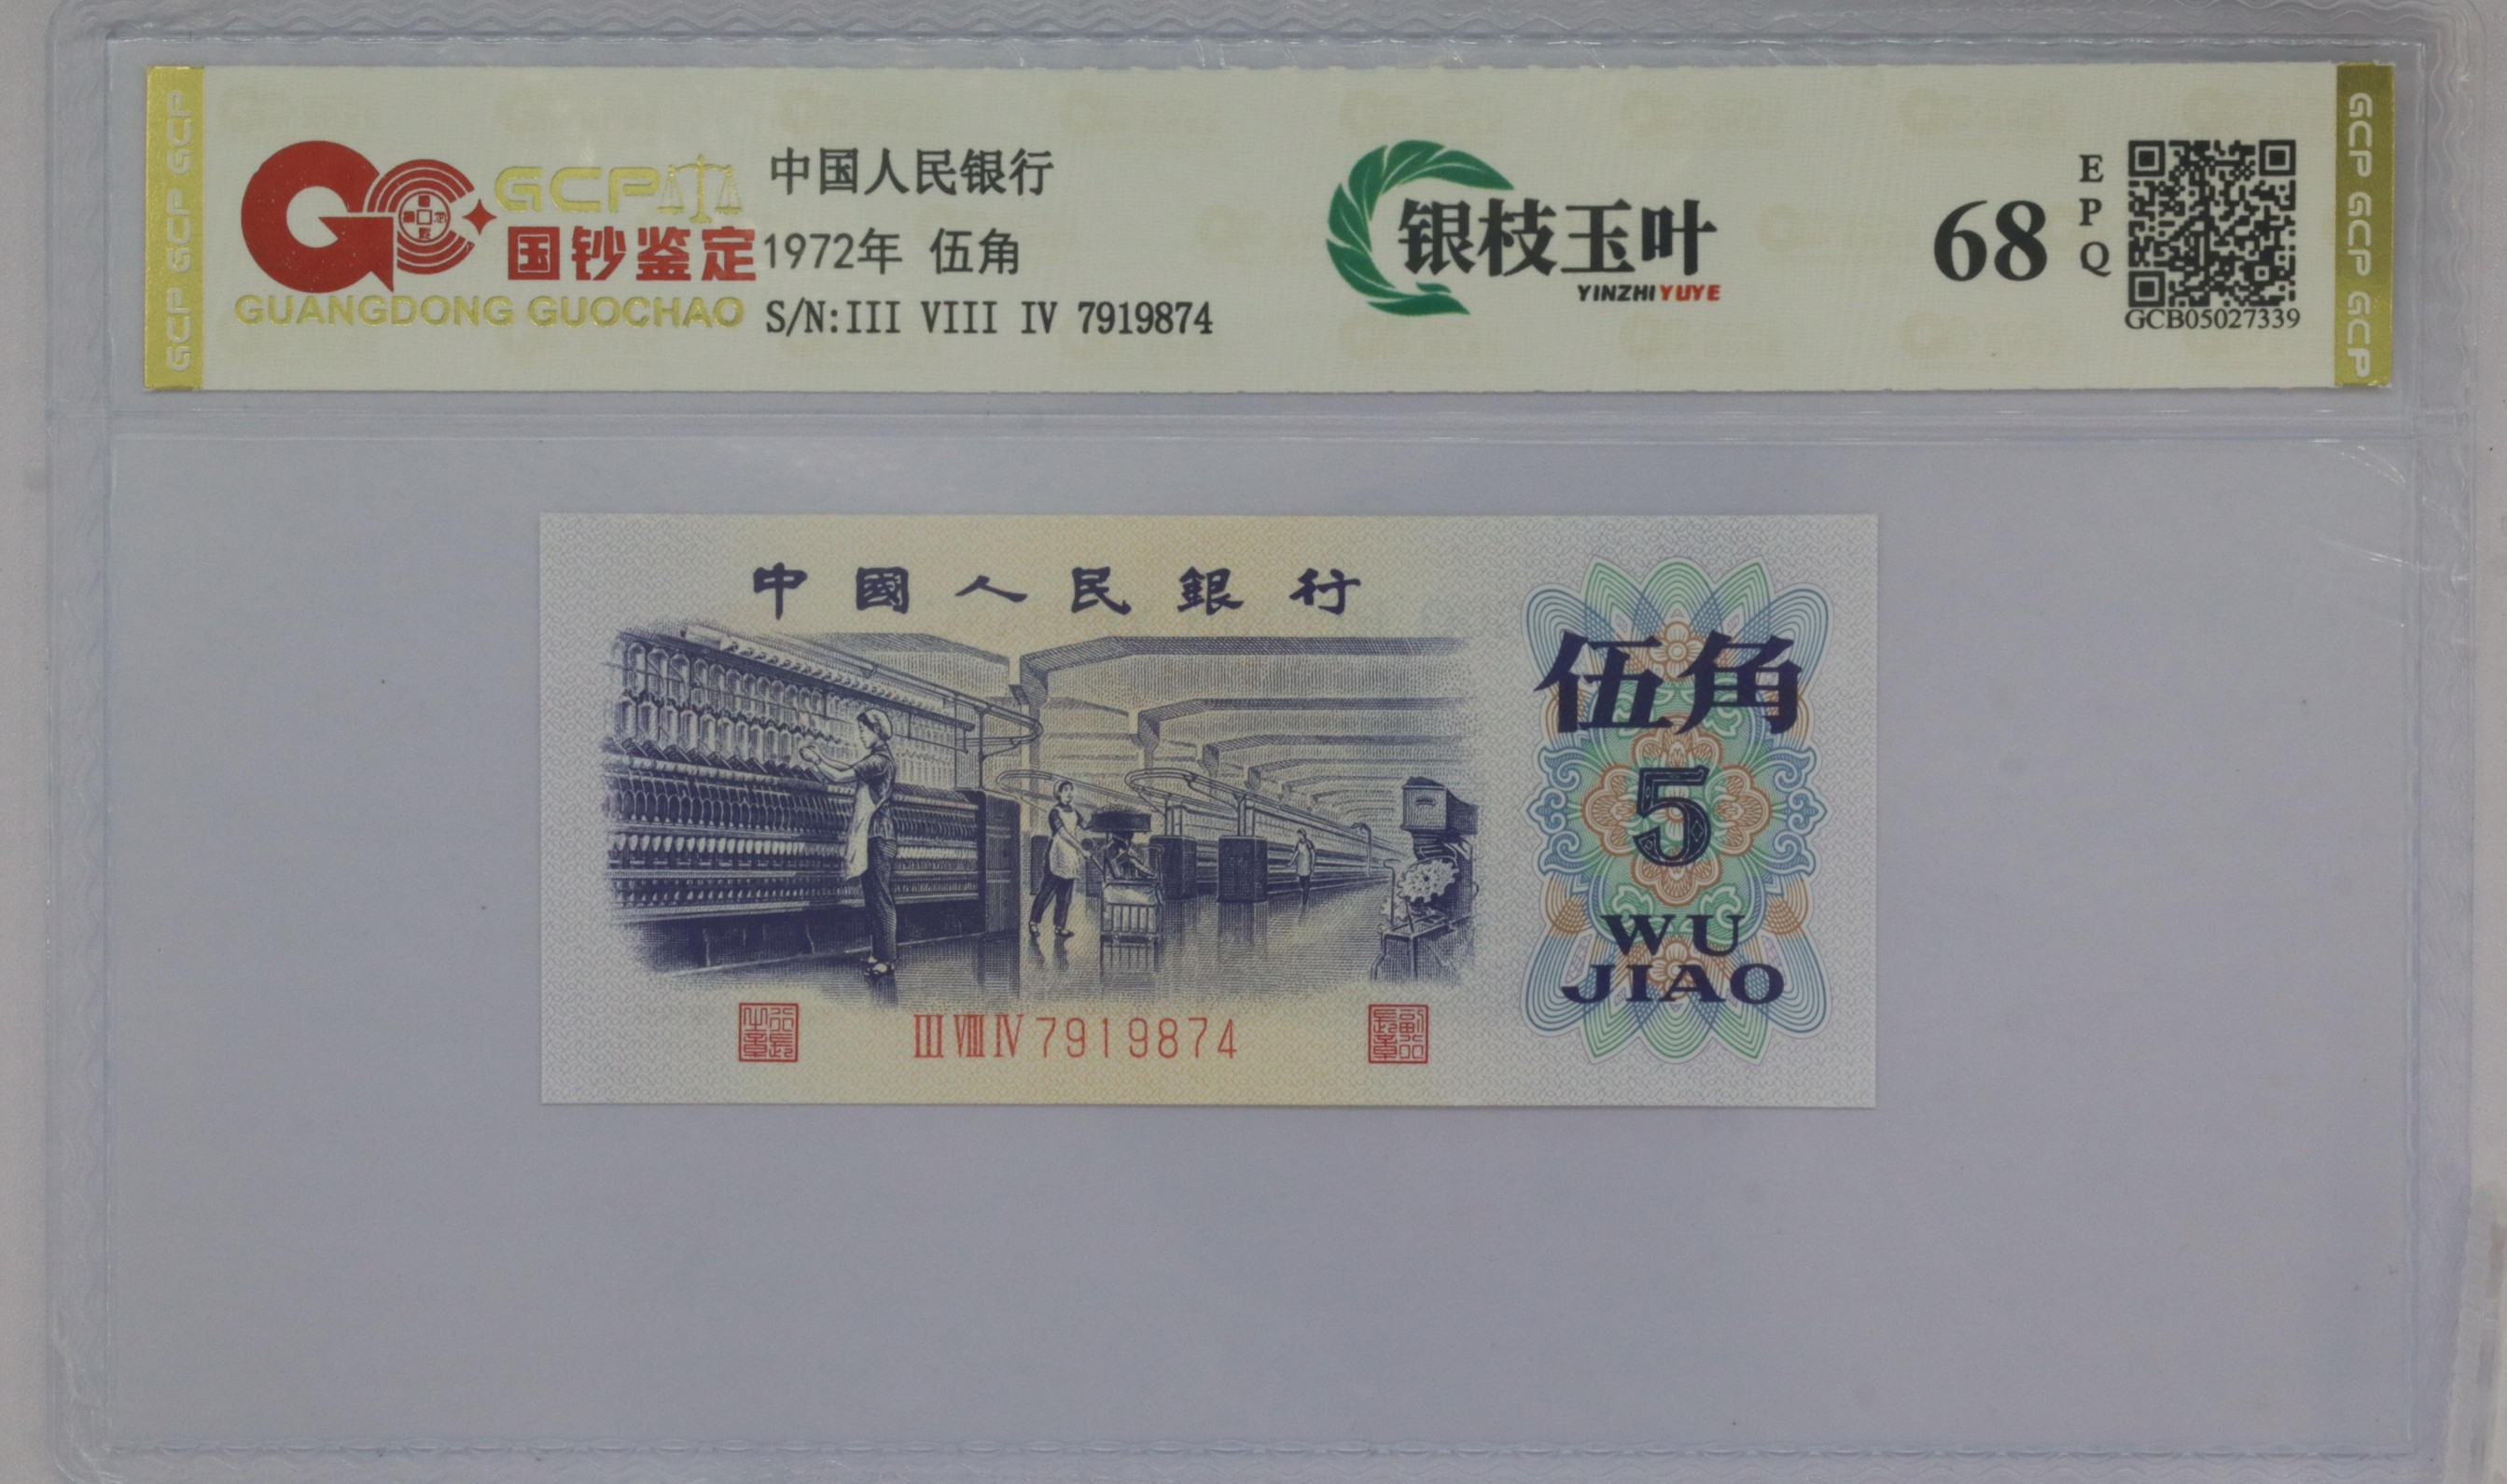 GCP GCP GCP
GCP
国钞鉴定
GUANGDONG GUOCHAO
中国人民银行
1972年 伍角
S/N:III VIII IV 7919874
银枝玉叶
YINZHIYUYE
68
EPQ
GCB05027339
GCP GCP GCP
中國人民銀行
伍角
5
WU
JIAO
III VIII IV 7919874